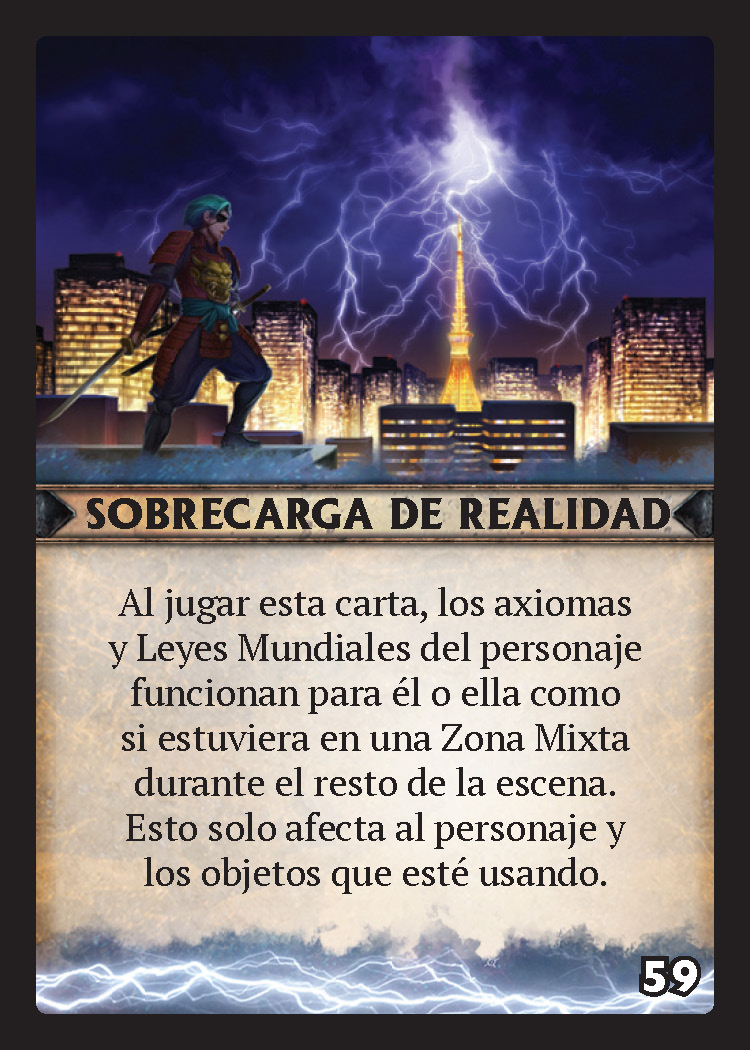 SOBRECARGA DE REALIDAD
Al jugar esta carta, los axiomas
y Leyes Mundiales del personaje
funcionan para él o ella como
si estuviera en una Zona Mixta
durante el resto de la escena.
Esto solo afecta al personaje y
los objetos que esté usando.
59